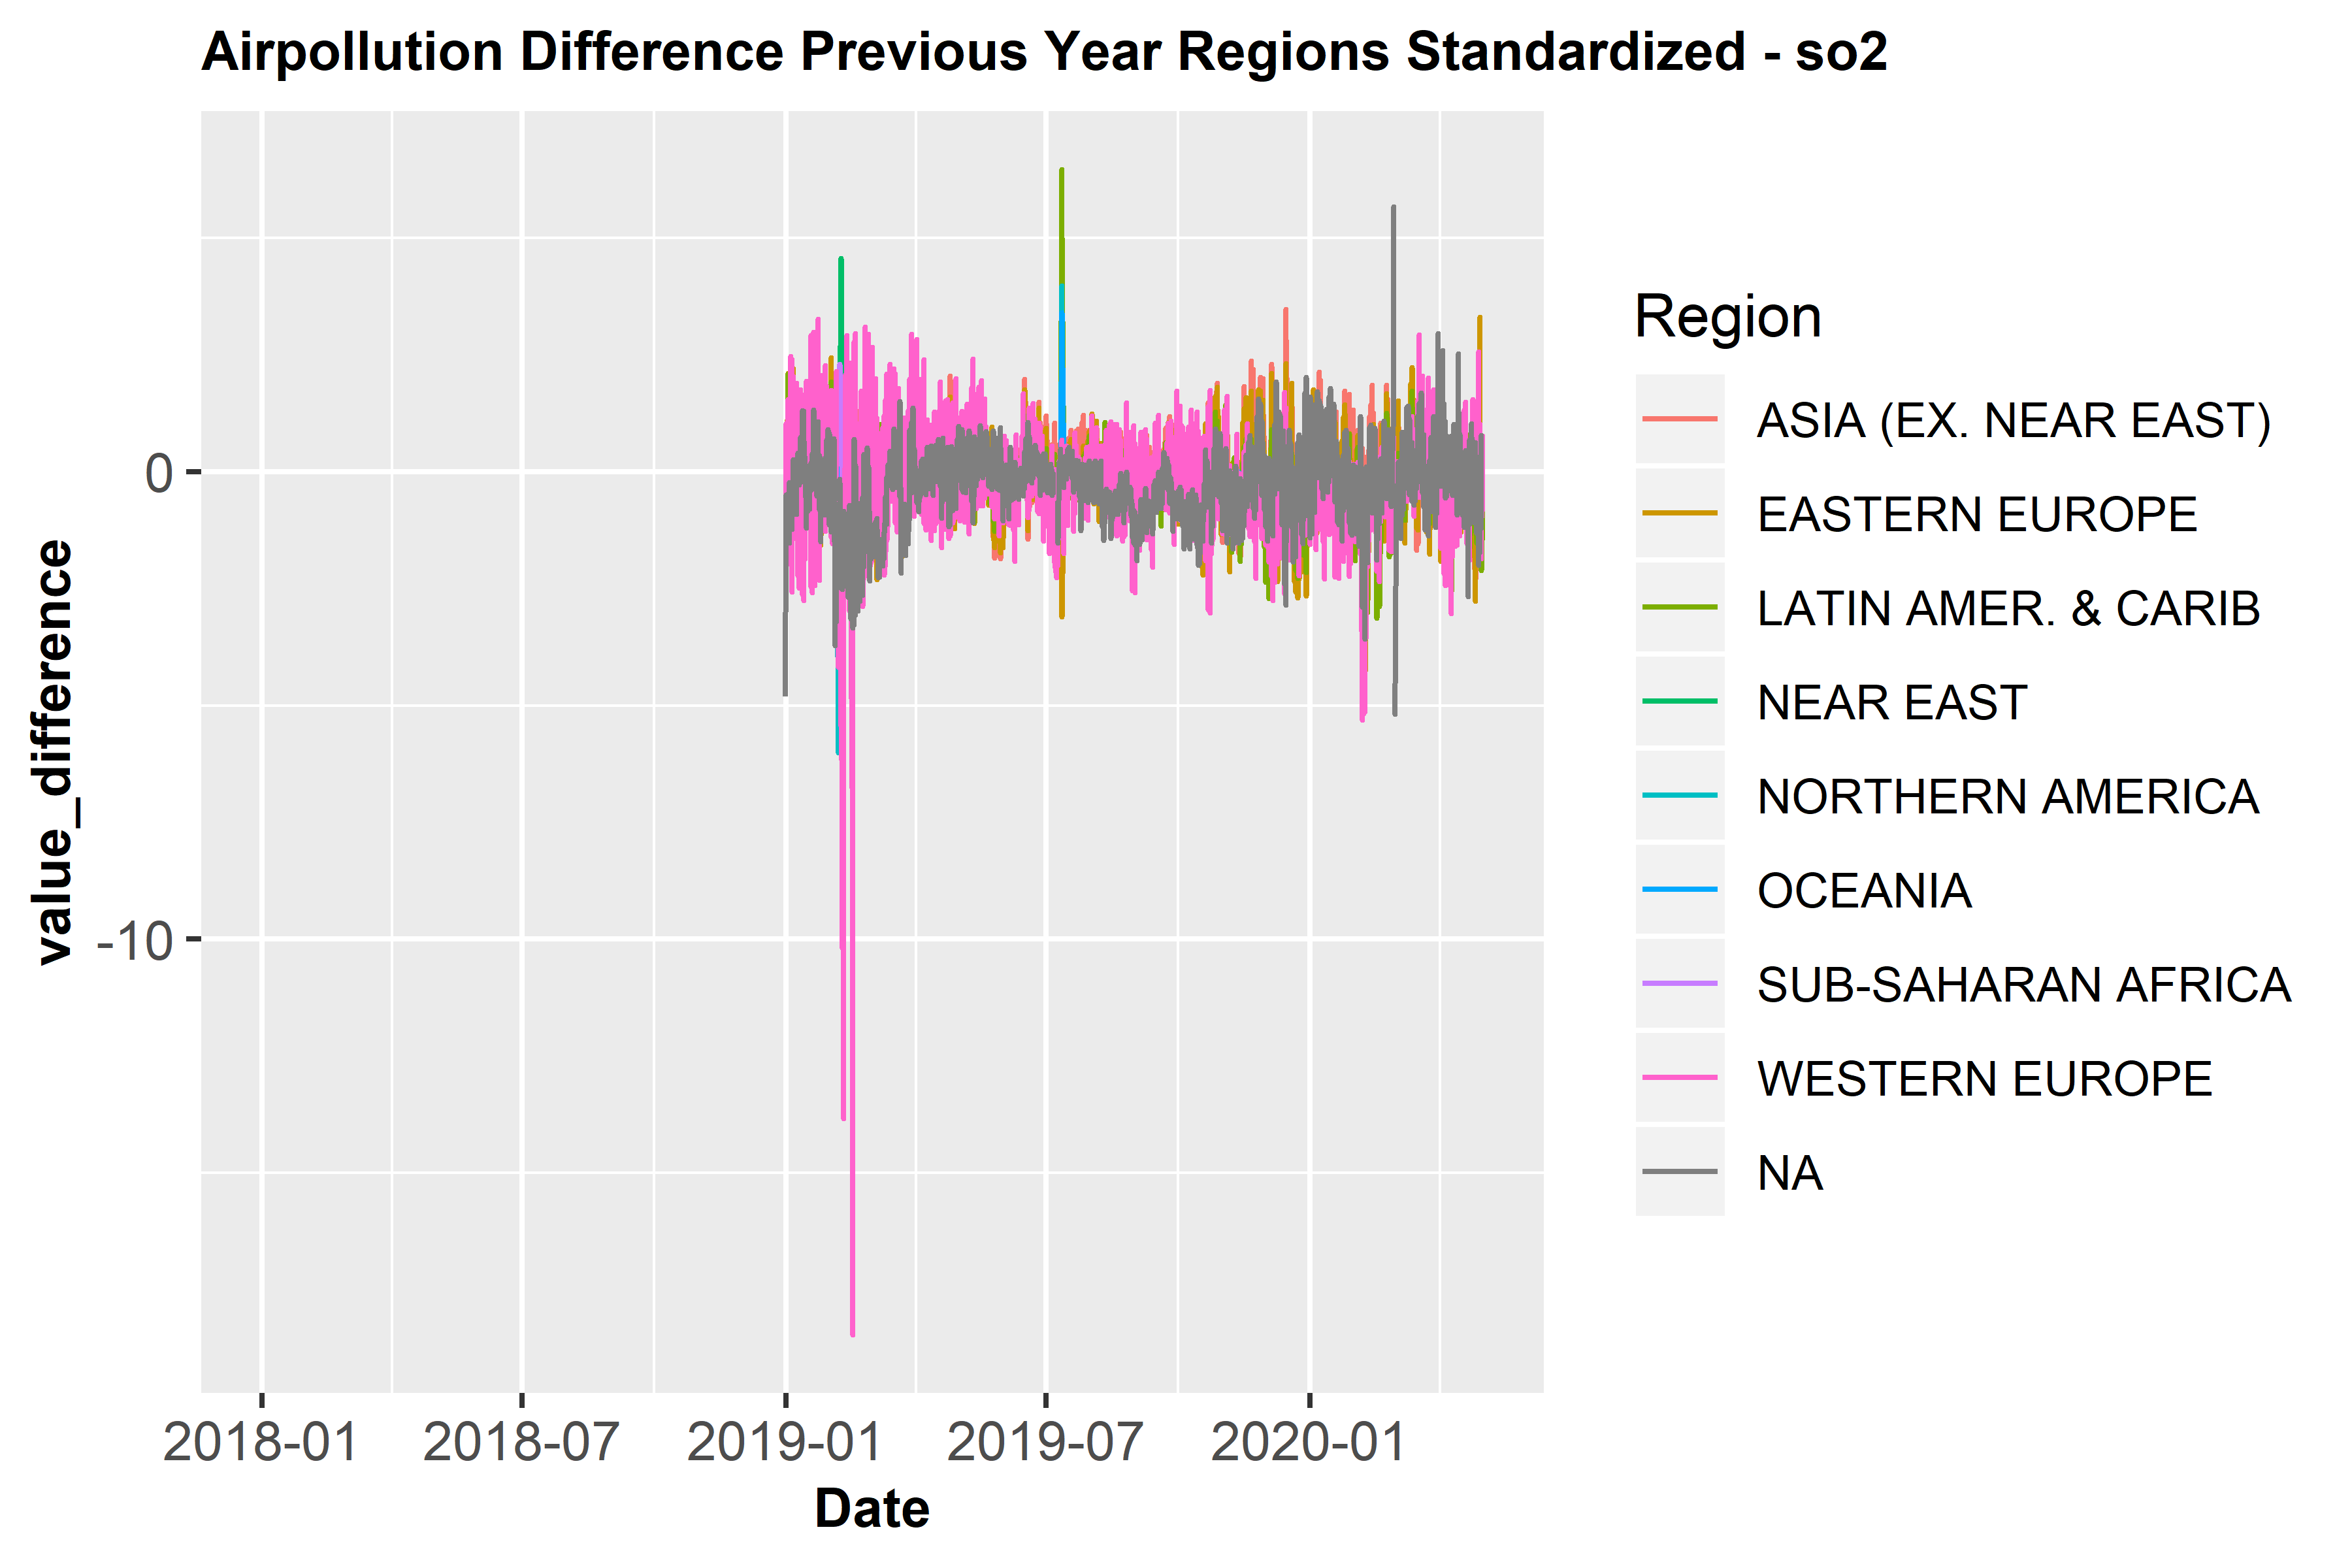 Airpollution Difference Previous Year Regions Standardized - so2
value_difference
0
-10
2018-01 2018-07 2019-01 2019-07 2020-01
Date
Region
ASIA (EX. NEAR EAST)
EASTERN EUROPE
LATIN AMER. & CARIB
NEAR EAST
NORTHERN AMERICA
OCEANIA
SUB-SAHARAN AFRICA
WESTERN EUROPE
NA